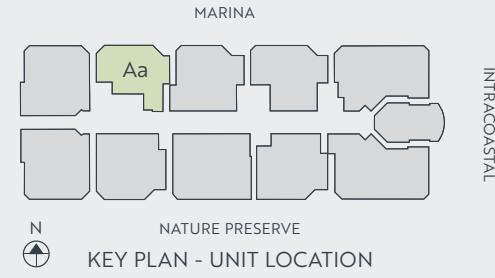 MARINA
Aa
INTRACOASTAL
N
NATURE PRESERVE
KEY PLAN - UNIT LOCATION